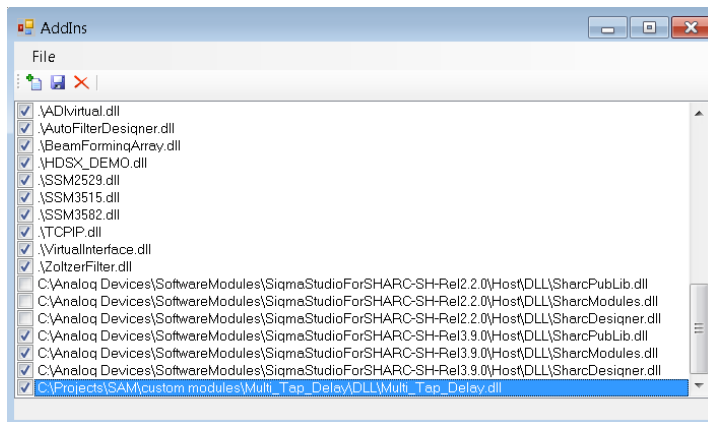 AddIns
File
.\ADIvirtual.dll
.\AutoFilterDesigner.dll
.\BeamFormingArray.dll
.\HDSX_DEMO.dll
.\SSM2529.dll
.\SSM3515.dll
.\SSM3582.dll
.\TCPIP.dll
.\VirtualInterface.dll
.\ZoltzerFilter.dll
C:\Analog Devices\SoftwareModules\SigmaStudioForSHARC-SH-Rel2.2.0\Host\DLL\SharcPubLib.dll
C:\Analog Devices\SoftwareModules\SigmaStudioForSHARC-SH-Rel2.2.0\Host\DLL\SharcModules.dll
C:\Analog Devices\SoftwareModules\SigmaStudioForSHARC-SH-Rel2.2.0\Host\DLL\SharcDesigner.dll
C:\Analog Devices\SoftwareModules\SigmaStudioForSHARC-SH-Rel3.9.0\Host\DLL\SharcPubLib.dll
C:\Analog Devices\SoftwareModules\SigmaStudioForSHARC-SH-Rel3.9.0\Host\DLL\SharcModules.dll
C:\Analog Devices\SoftwareModules\SigmaStudioForSHARC-SH-Rel3.9.0\Host\DLL\SharcDesigner.dll
C:\Projects\SAM\custom modules\Multi_Tap_Delay\DLL\Multi_Tap_Delay.dll